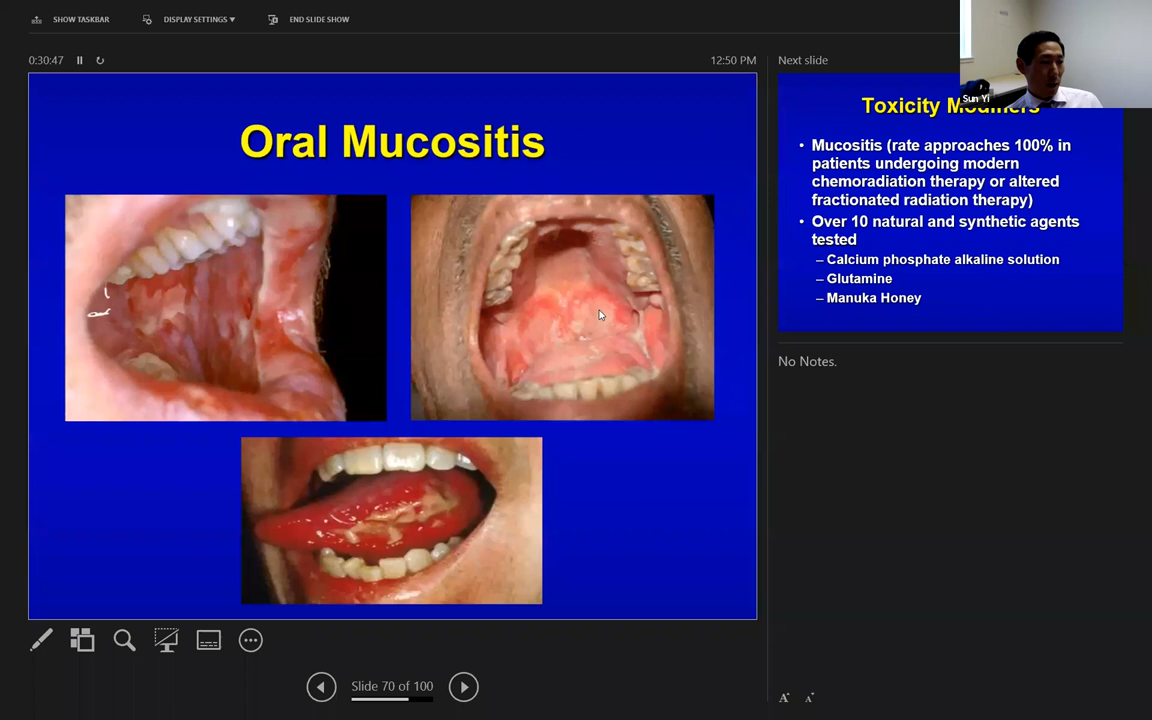 SHOW TASKBAR
DISPLAY SETTINGS ▼
END SLIDE SHOW
0:30:47
12:50 PM
Next slide
Sun Yi
Oral Mucositis
Toxicity Modifiers
• Mucositis (rate approaches 100% in
patients undergoing modern
chemoradiation therapy or altered
fractionated radiation therapy)
• Over 10 natural and synthetic agents
tested
– Calcium phosphate alkaline solution
– Glutamine
– Manuka Honey
No Notes.
Slide 70 of 100
A
A